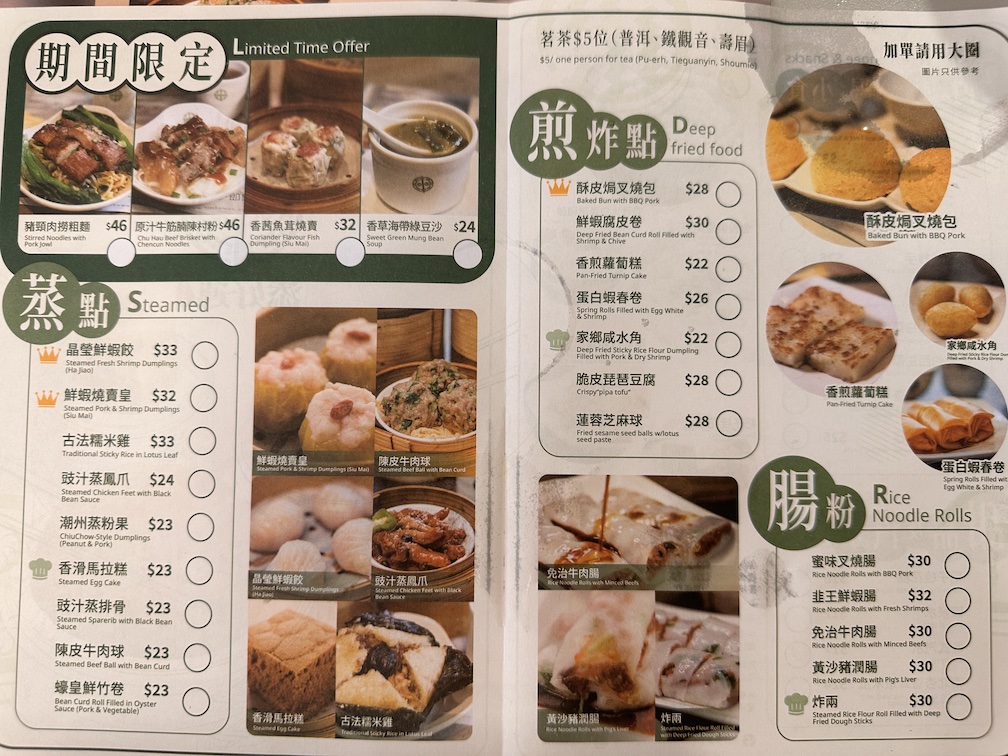 期間限定
Limited Time Offer
豬頸肉撈粗麵 $46
Stirred Noodles with
Pork Jowl
原汁牛筋腩陳村粉 $46
Chu Hau Beef Brisket with
Chencun Noodles
香茜魚茸燒賣 $32
Coriander Flavour Fish
Dumpling (Siu Mai)
香草海帶綠豆沙 $24
Sweet Green Mung Bean
Soup
蒸點
Steamed
晶瑩鮮蝦餃 $33
Steamed Fresh Shrimp Dumplings
(Ha Jiao)
鮮蝦燒賣皇 $32
Steamed Pork & Shrimp Dumplings
(Siu Mai)
古法糯米雞 $33
Traditional Sticky Rice in Lotus Leaf
豉汁蒸鳳爪 $24
Steamed Chicken Feet with Black
Bean Sauce
潮州蒸粉果 $23
ChiuChow-Style Dumplings
(Peanut & Pork)
香滑馬拉糕 $23
Steamed Egg Cake
豉汁蒸排骨 $23
Steamed Sparerib with Black Bean
Sauce
陳皮牛肉球 $23
Steamed Beef Ball with Bean Curd
蠔皇鮮竹卷 $23
Bean Curd Roll Filled in Oyster
Sauce (Pork & Vegetable)
鮮蝦燒賣皇
Steamed Pork & Shrimp Dumplings (Siu Mai)
陳皮牛肉球
Steamed Beef Ball with Bean Curd
晶瑩鮮蝦餃
Steamed Fresh Shrimp Dumplings
(Ha Jiao)
豉汁蒸鳳爪
Steamed Chicken Feet with Black
Bean Sauce
香滑馬拉糕
Steamed Egg Cake
古法糯米雞
Traditional Sticky Rice in Lotus Leaf
茗茶$5位(普洱、鐵觀音、壽眉)
$5/ one person for tea (Pu-erh, Tieguanyin, Shoumie)
加單請用大圈
圖片只供參考
煎炸點
Deep
fried food
酥皮焗叉燒包 $28
Baked Bun with BBQ Pork
鮮蝦腐皮卷 $30
Deep Fried Bean Curd Roll Filled with
Shrimp & Chive
香煎蘿蔔糕 $22
Pan-Fried Turnip Cake
蛋白蝦春卷 $26
Spring Rolls Filled with Egg White
& Shrimp
家鄉咸水角 $22
Deep Fried Sticky Rice Flour Dumpling
Filled with Pork & Dry Shrimp
脆皮琵琶豆腐 $28
Crispy"pipa tofu"
蓮蓉芝麻球 $28
Fried sesame seed balls w/lotus
seed paste
酥皮焗叉燒包
Baked Bun with BBQ Pork
香煎蘿蔔糕
Pan-Fried Turnip Cake
家鄉咸水角
Deep Fried Sticky Rice Flour
Filled with Pork & Dry Shrimp
蛋白蝦春卷
Spring Rolls Filled with
Egg White & Shrimp
腸粉
Rice
Noodle Rolls
蜜味叉燒腸 $30
Rice Noodle Rolls with BBQ Pork
韭王鮮蝦腸 $32
Rice Noodle Rolls with Fresh Shrimps
免治牛肉腸 $30
Rice Noodle Rolls with Minced Beefs
黃沙豬潤腸 $30
Rice Noodle Rolls with Pig's Liver
炸兩 $30
Steamed Rice Flour Roll Filled with Deep
Fried Dough Sticks
免治牛肉腸
Rice Noodle Rolls with Minced Beefs
黃沙豬潤腸
Rice Noodle Rolls with Pig's Liver
炸兩
Steamed Rice Flour Roll Filled
with Deep Fried Dough Sticks